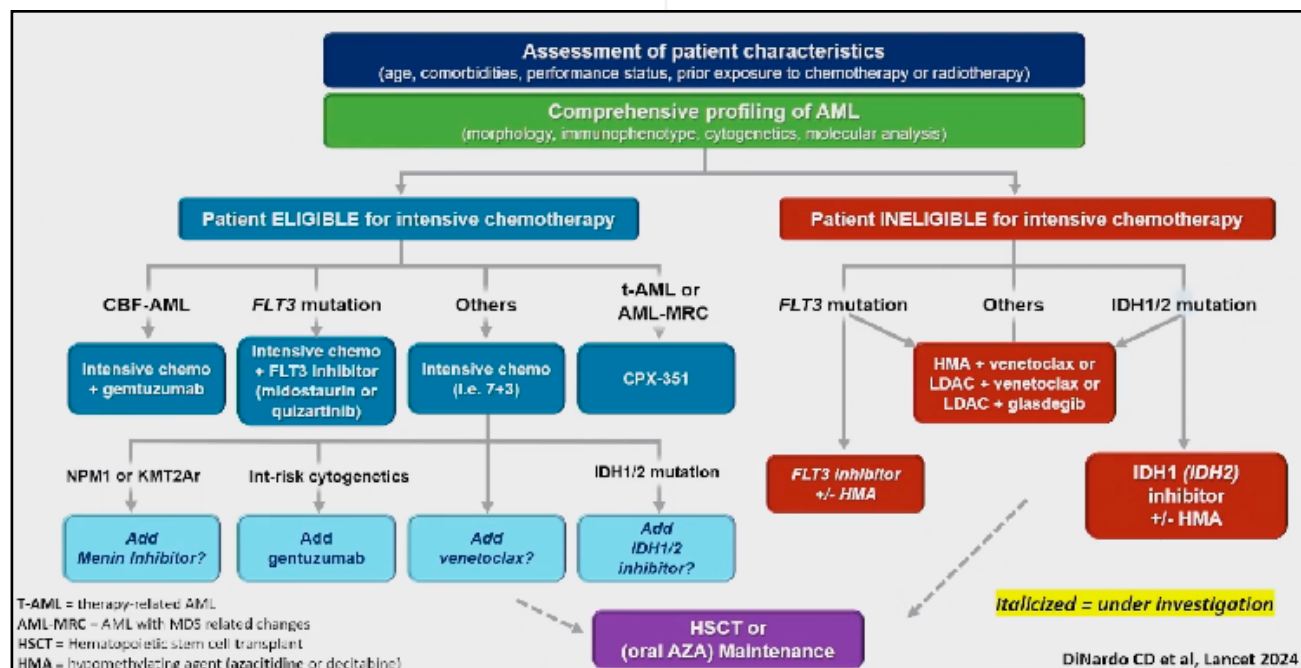 Assessment of patient characteristics
(age, comorbidities, performance status, prior exposure to chemotherapy or radiotherapy)
Comprehensive profiling of AML
(morphology, immunophenotype, cytogenetics, molecular analysis)
Patient ELIGIBLE for intensive chemotherapy
Patient INELIGIBLE for intensive chemotherapy
CBF-AML
FLT3 mutation
Others
t-AML or
AML-MRC
FLT3 mutation
Others
IDH1/2 mutation
Intensive chemo
+ gemtuzumab
Intensive chemo
+ FLT3 inhibitor
(midostaurin or
quizartinib)
Intensive chemo
(i.e. 7+3)
CPX-351
HMA + venetoclax or
LDAC + venetoclax or
LDAC + glasdegib
NPM1 or KMT2Ar
Int-risk cytogenetics
IDH1/2 mutation
FLT3 inhibitor
+/- HMA
IDH1 (IDH2)
inhibitor
+/- HMA
Add
Menin Inhibitor?
Add
gentuzumab
Add
venetoclax?
Add
IDH1/2
inhibitor?
T-AML = therapy-related AML
AML-MRC = AML with MDS related changes
HSCT = Hematopoietic stem cell transplant
HMA = hypomethylating agent (azacitidine or decitabine)
HSCT or
(oral AZA) Maintenance
Italicized = under investigation
DiNardo CD et al, Lancet 2024